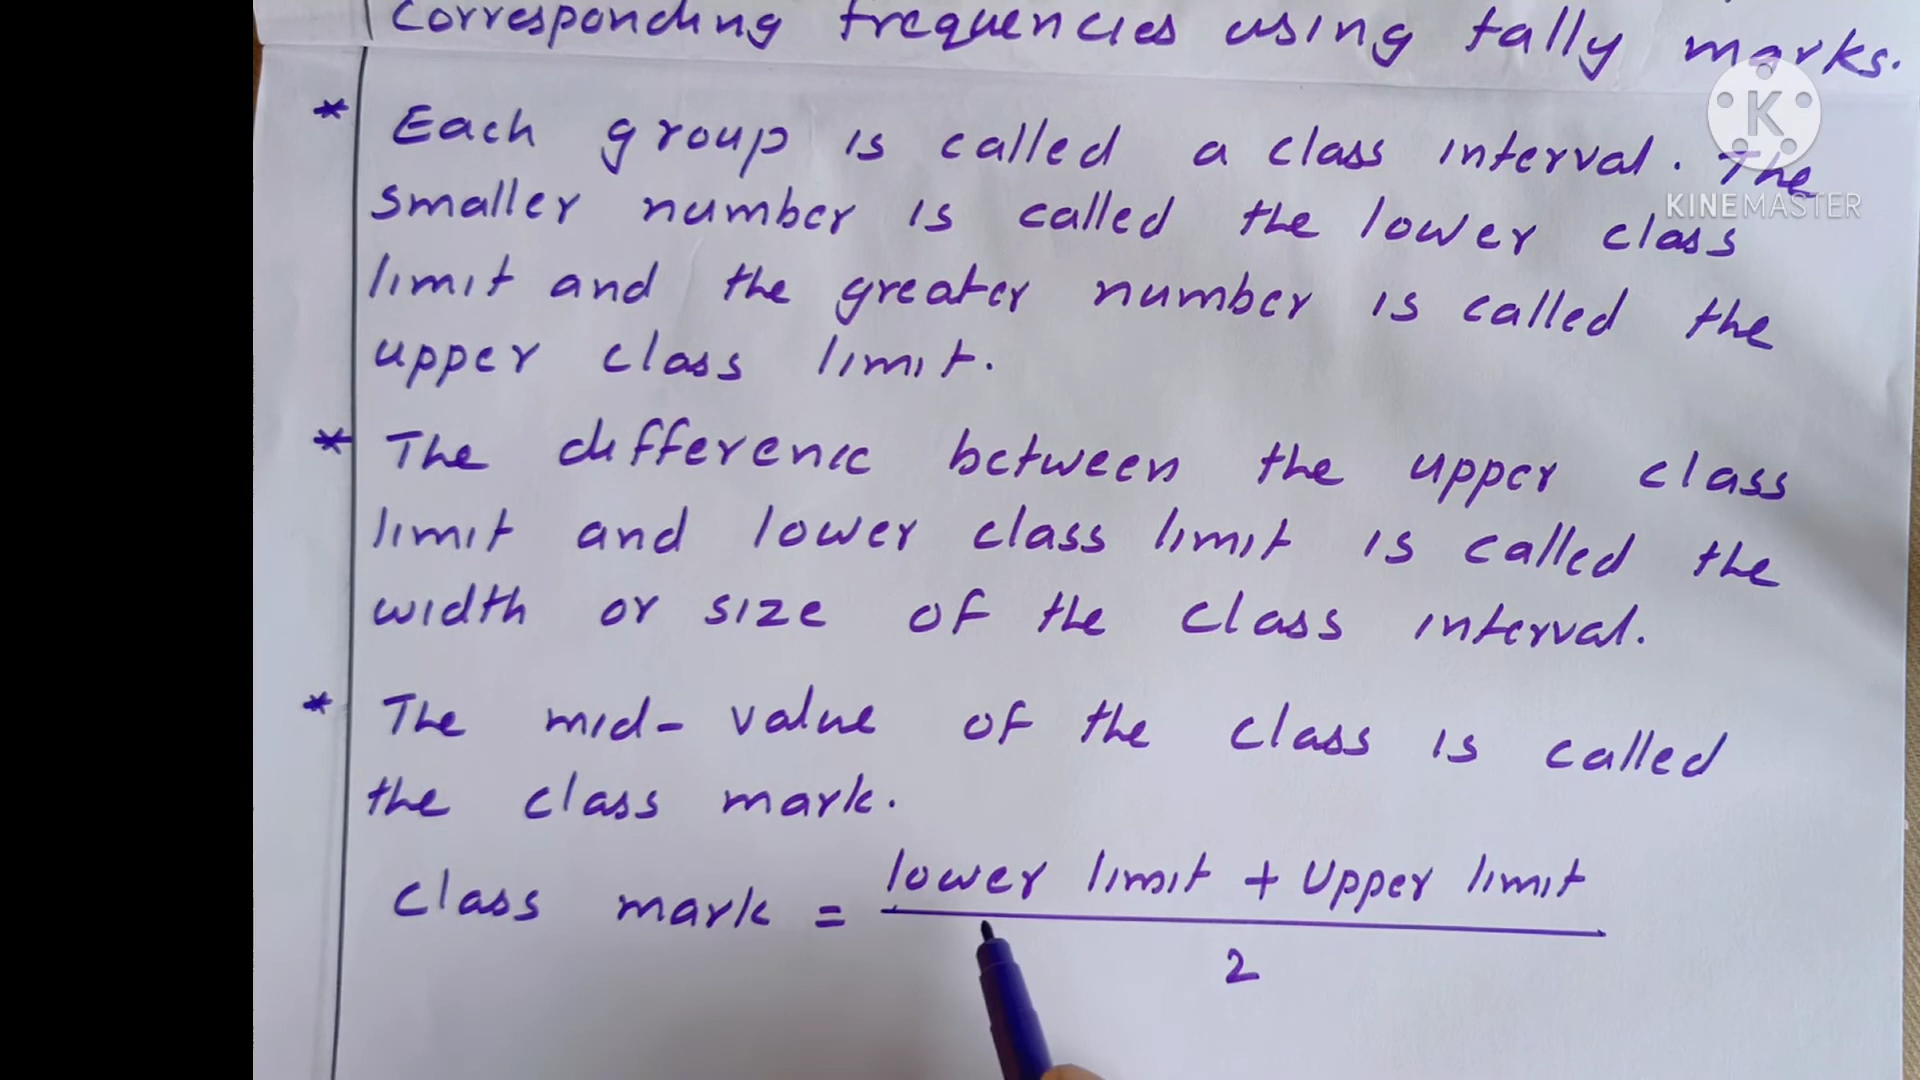 Corresponding frequencies using tally marks.
* Each group is called a class interval. The
smaller number is called the lower class
limit and the greater number is called the
upper class limit.
* The difference between the upper class
limit and lower class limit is called the
width or size of the class interval.
* The mid-value of the class is called
the class mark.
class mark = lower limit + Upper limit
2
K
KINEMASTER